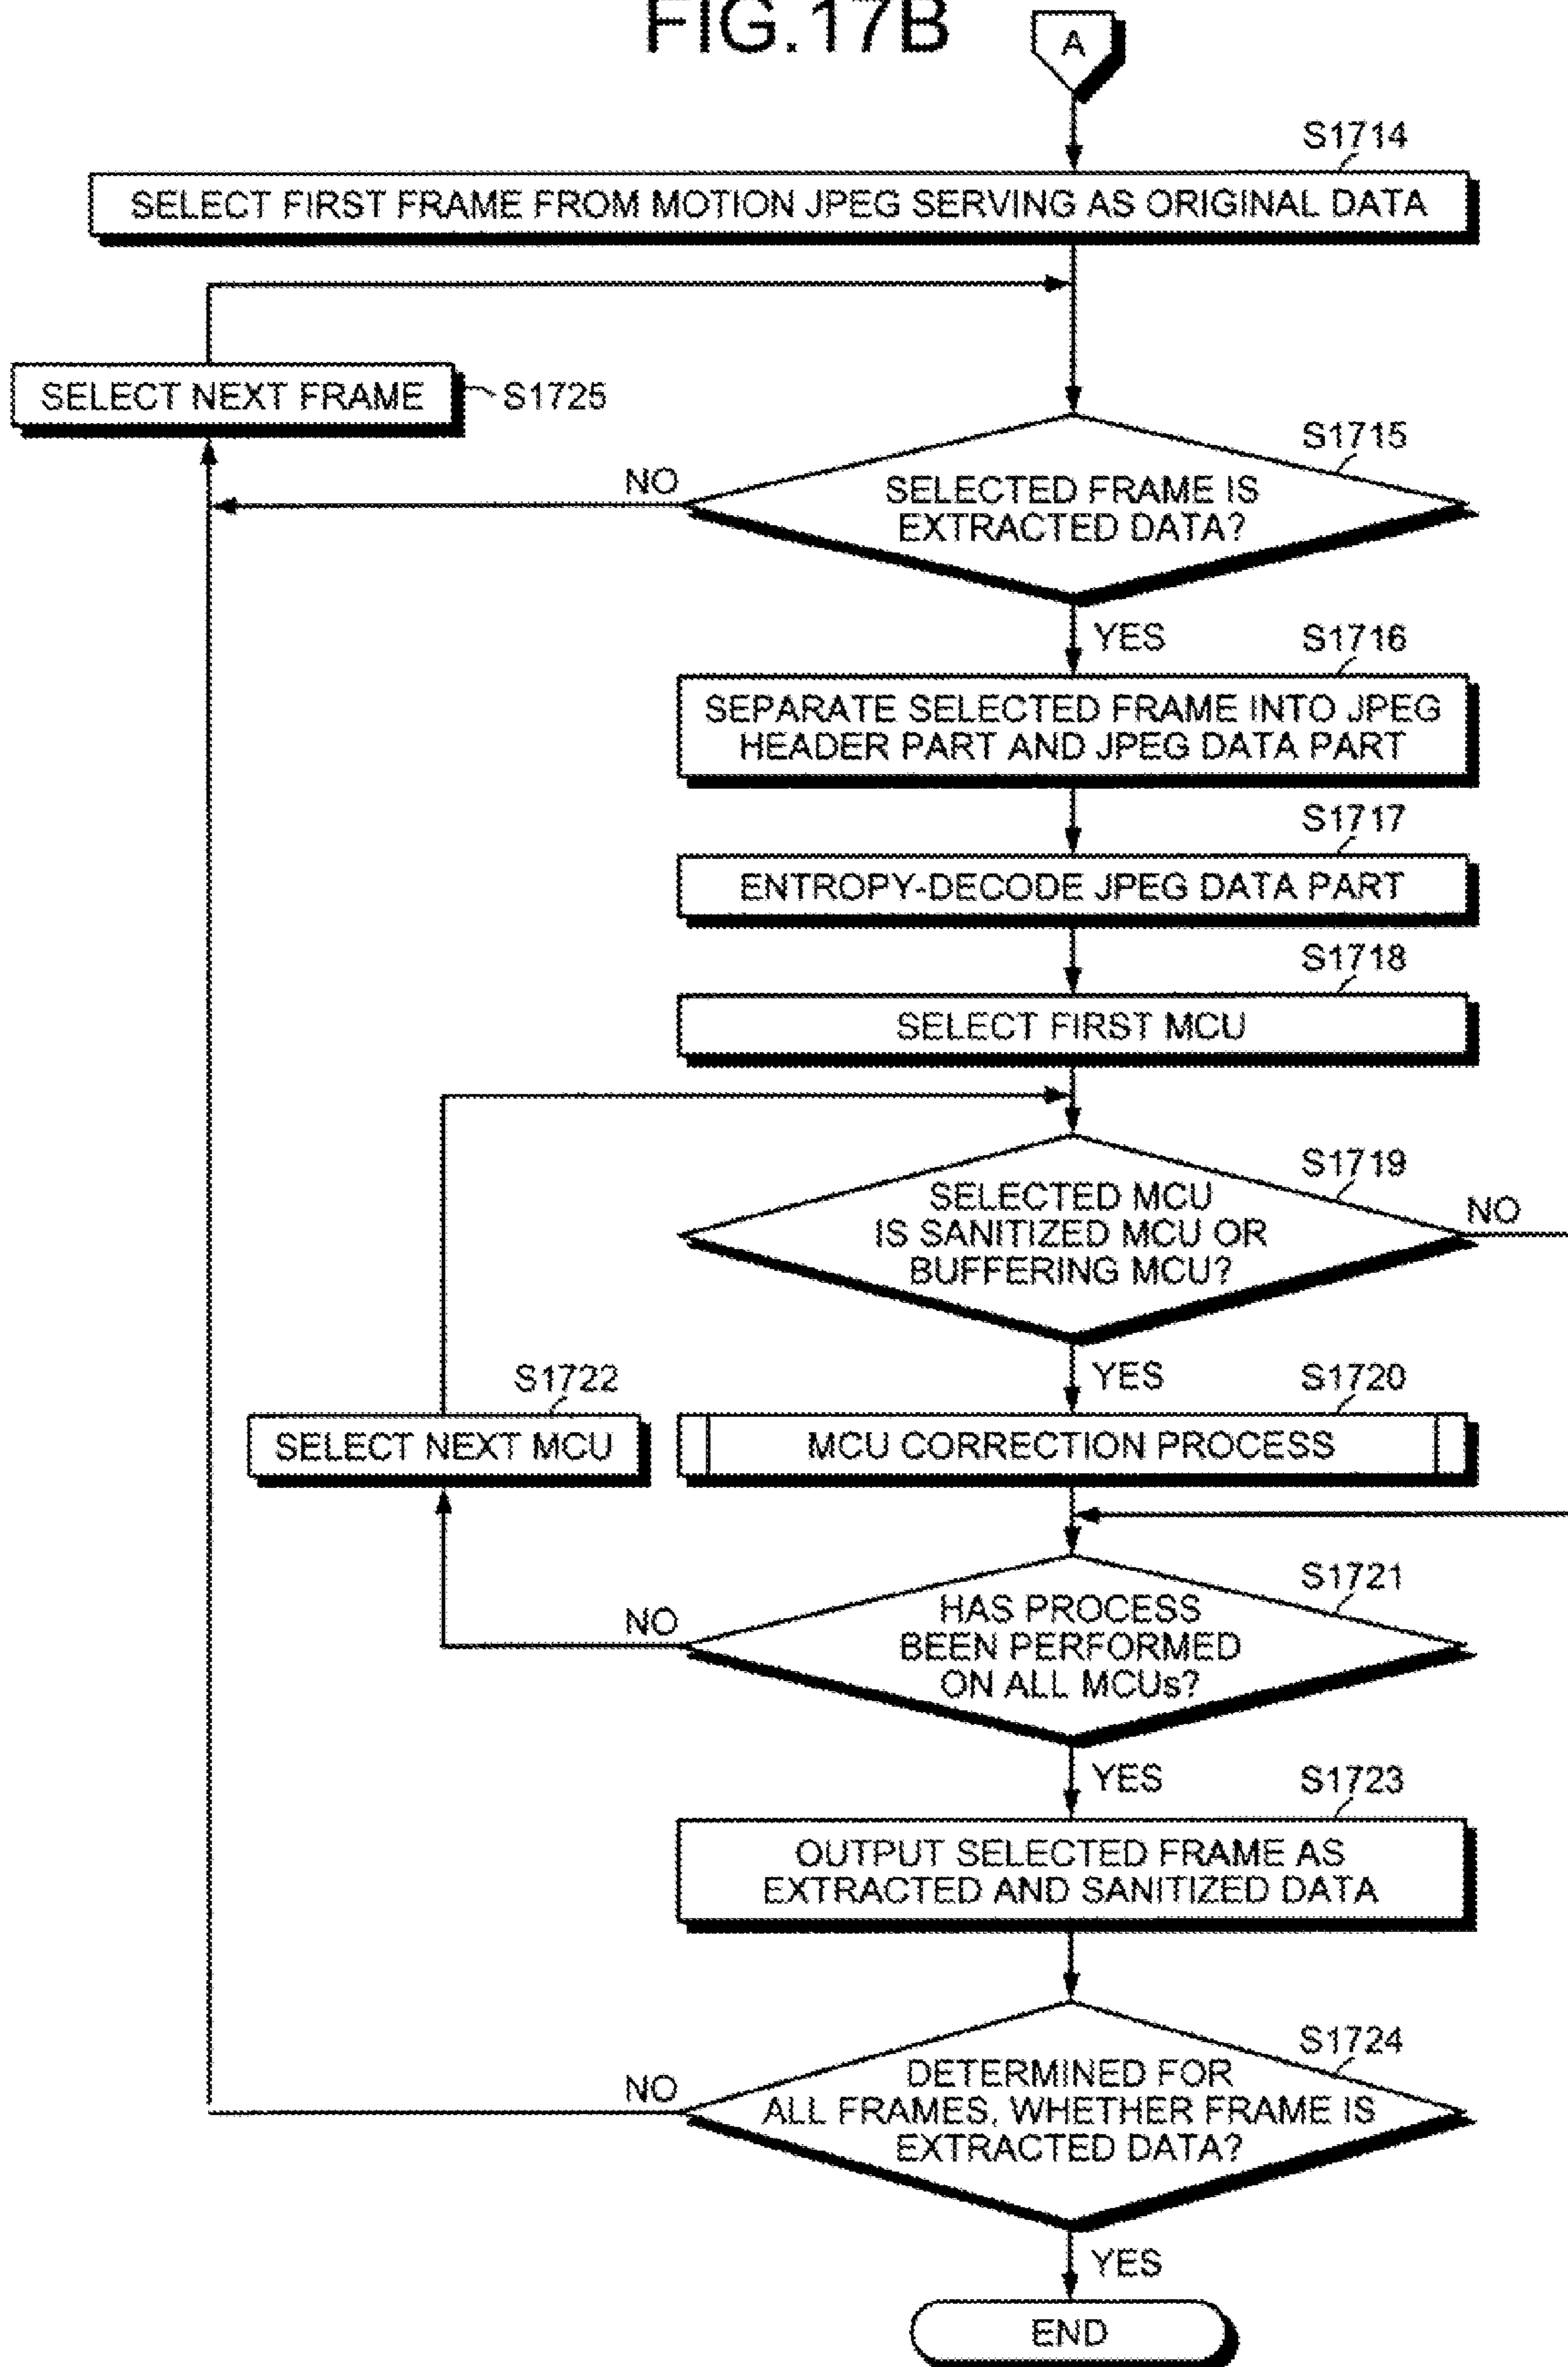 FIG.17B
A
S1714
SELECT FIRST FRAME FROM MOTION JPEG SERVING AS ORIGINAL DATA
SELECT NEXT FRAME
S1725
S1715
NO
SELECTED FRAME IS
EXTRACTED DATA?
YES
S1716
SEPARATE SELECTED FRAME INTO JPEG
HEADER PART AND JPEG DATA PART
S1717
ENTROPY-DECODE JPEG DATA PART
S1718
SELECT FIRST MCU
S1719
SELECTED MCU
IS SANITIZED MCU OR
BUFFERING MCU?
NO
YES
S1722
SELECT NEXT MCU
S1720
MCU CORRECTION PROCESS
S1721
NO
HAS PROCESS
BEEN PERFORMED
ON ALL MCUs?
YES
S1723
OUTPUT SELECTED FRAME AS
EXTRACTED AND SANITIZED DATA
S1724
NO
DETERMINED FOR
ALL FRAMES, WHETHER FRAME IS
EXTRACTED DATA?
YES
END